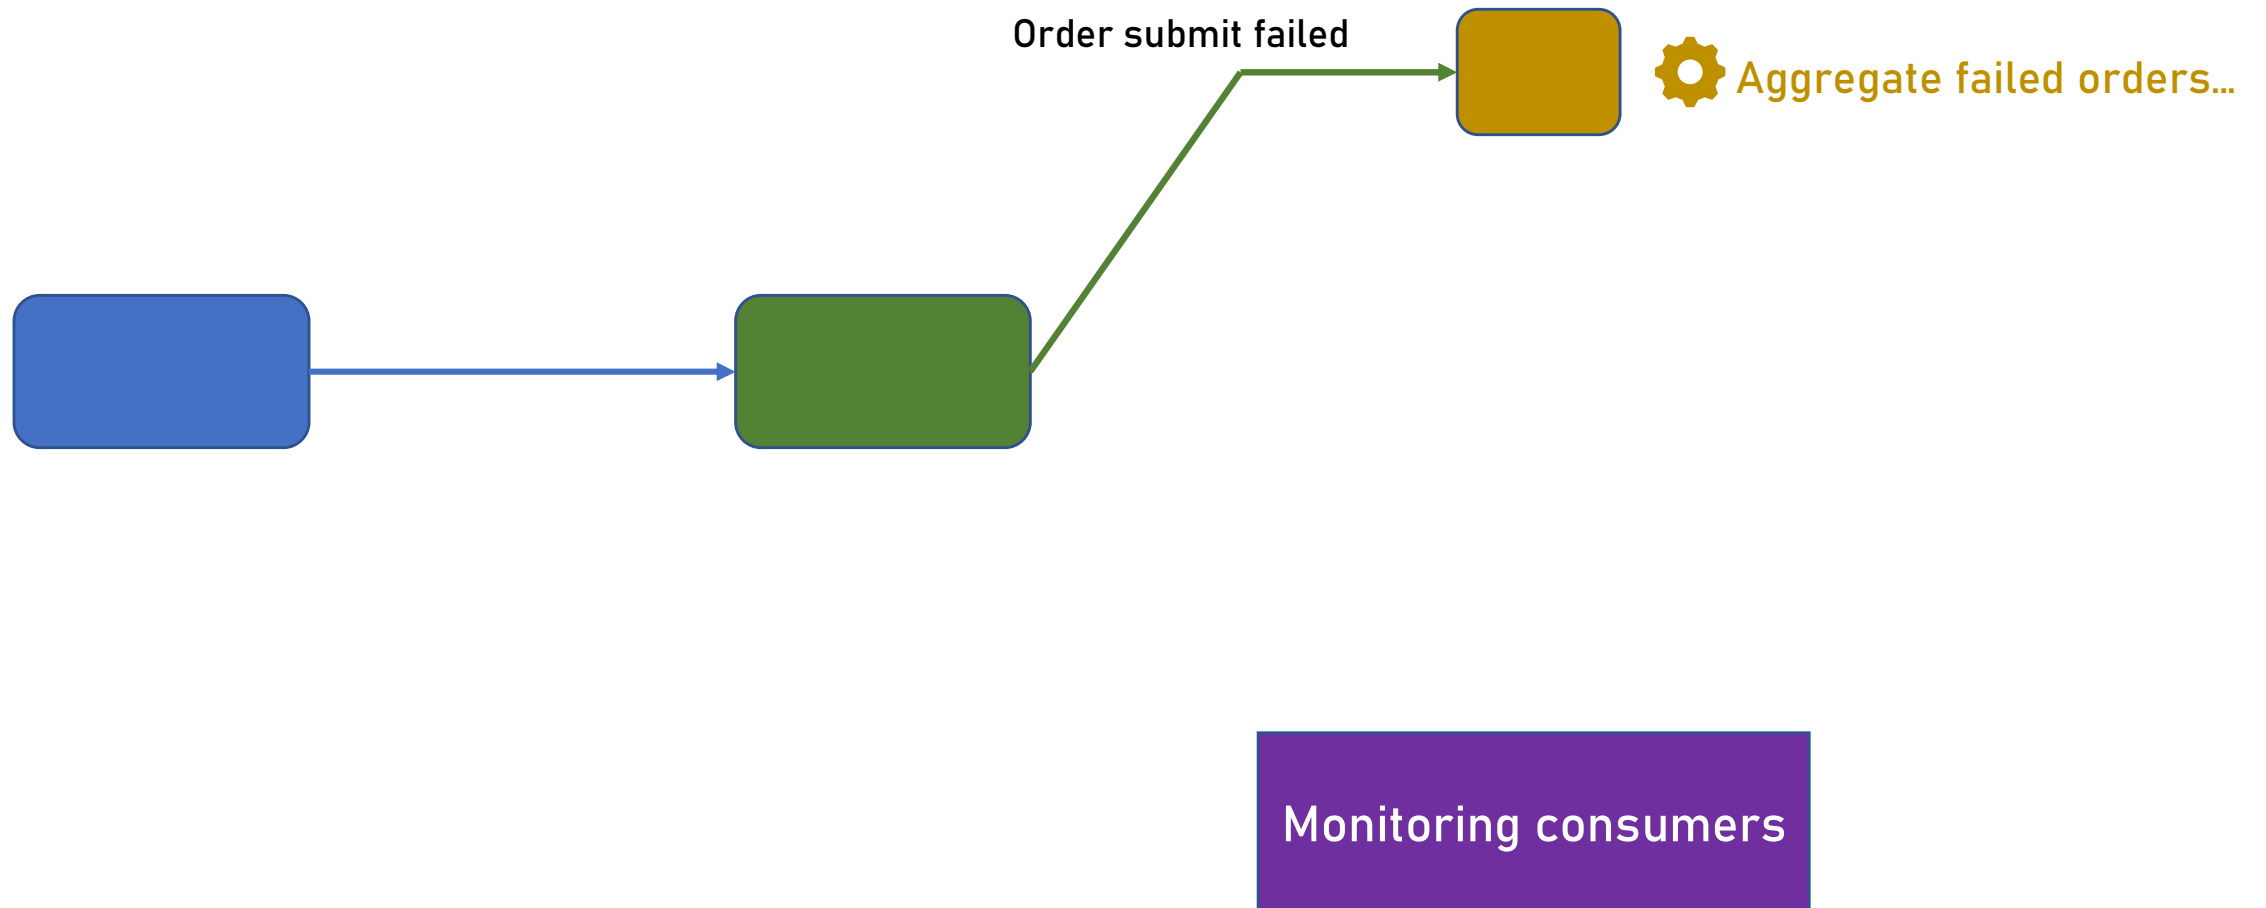 Order submit failed
Aggregate failed orders...
Monitoring consumers